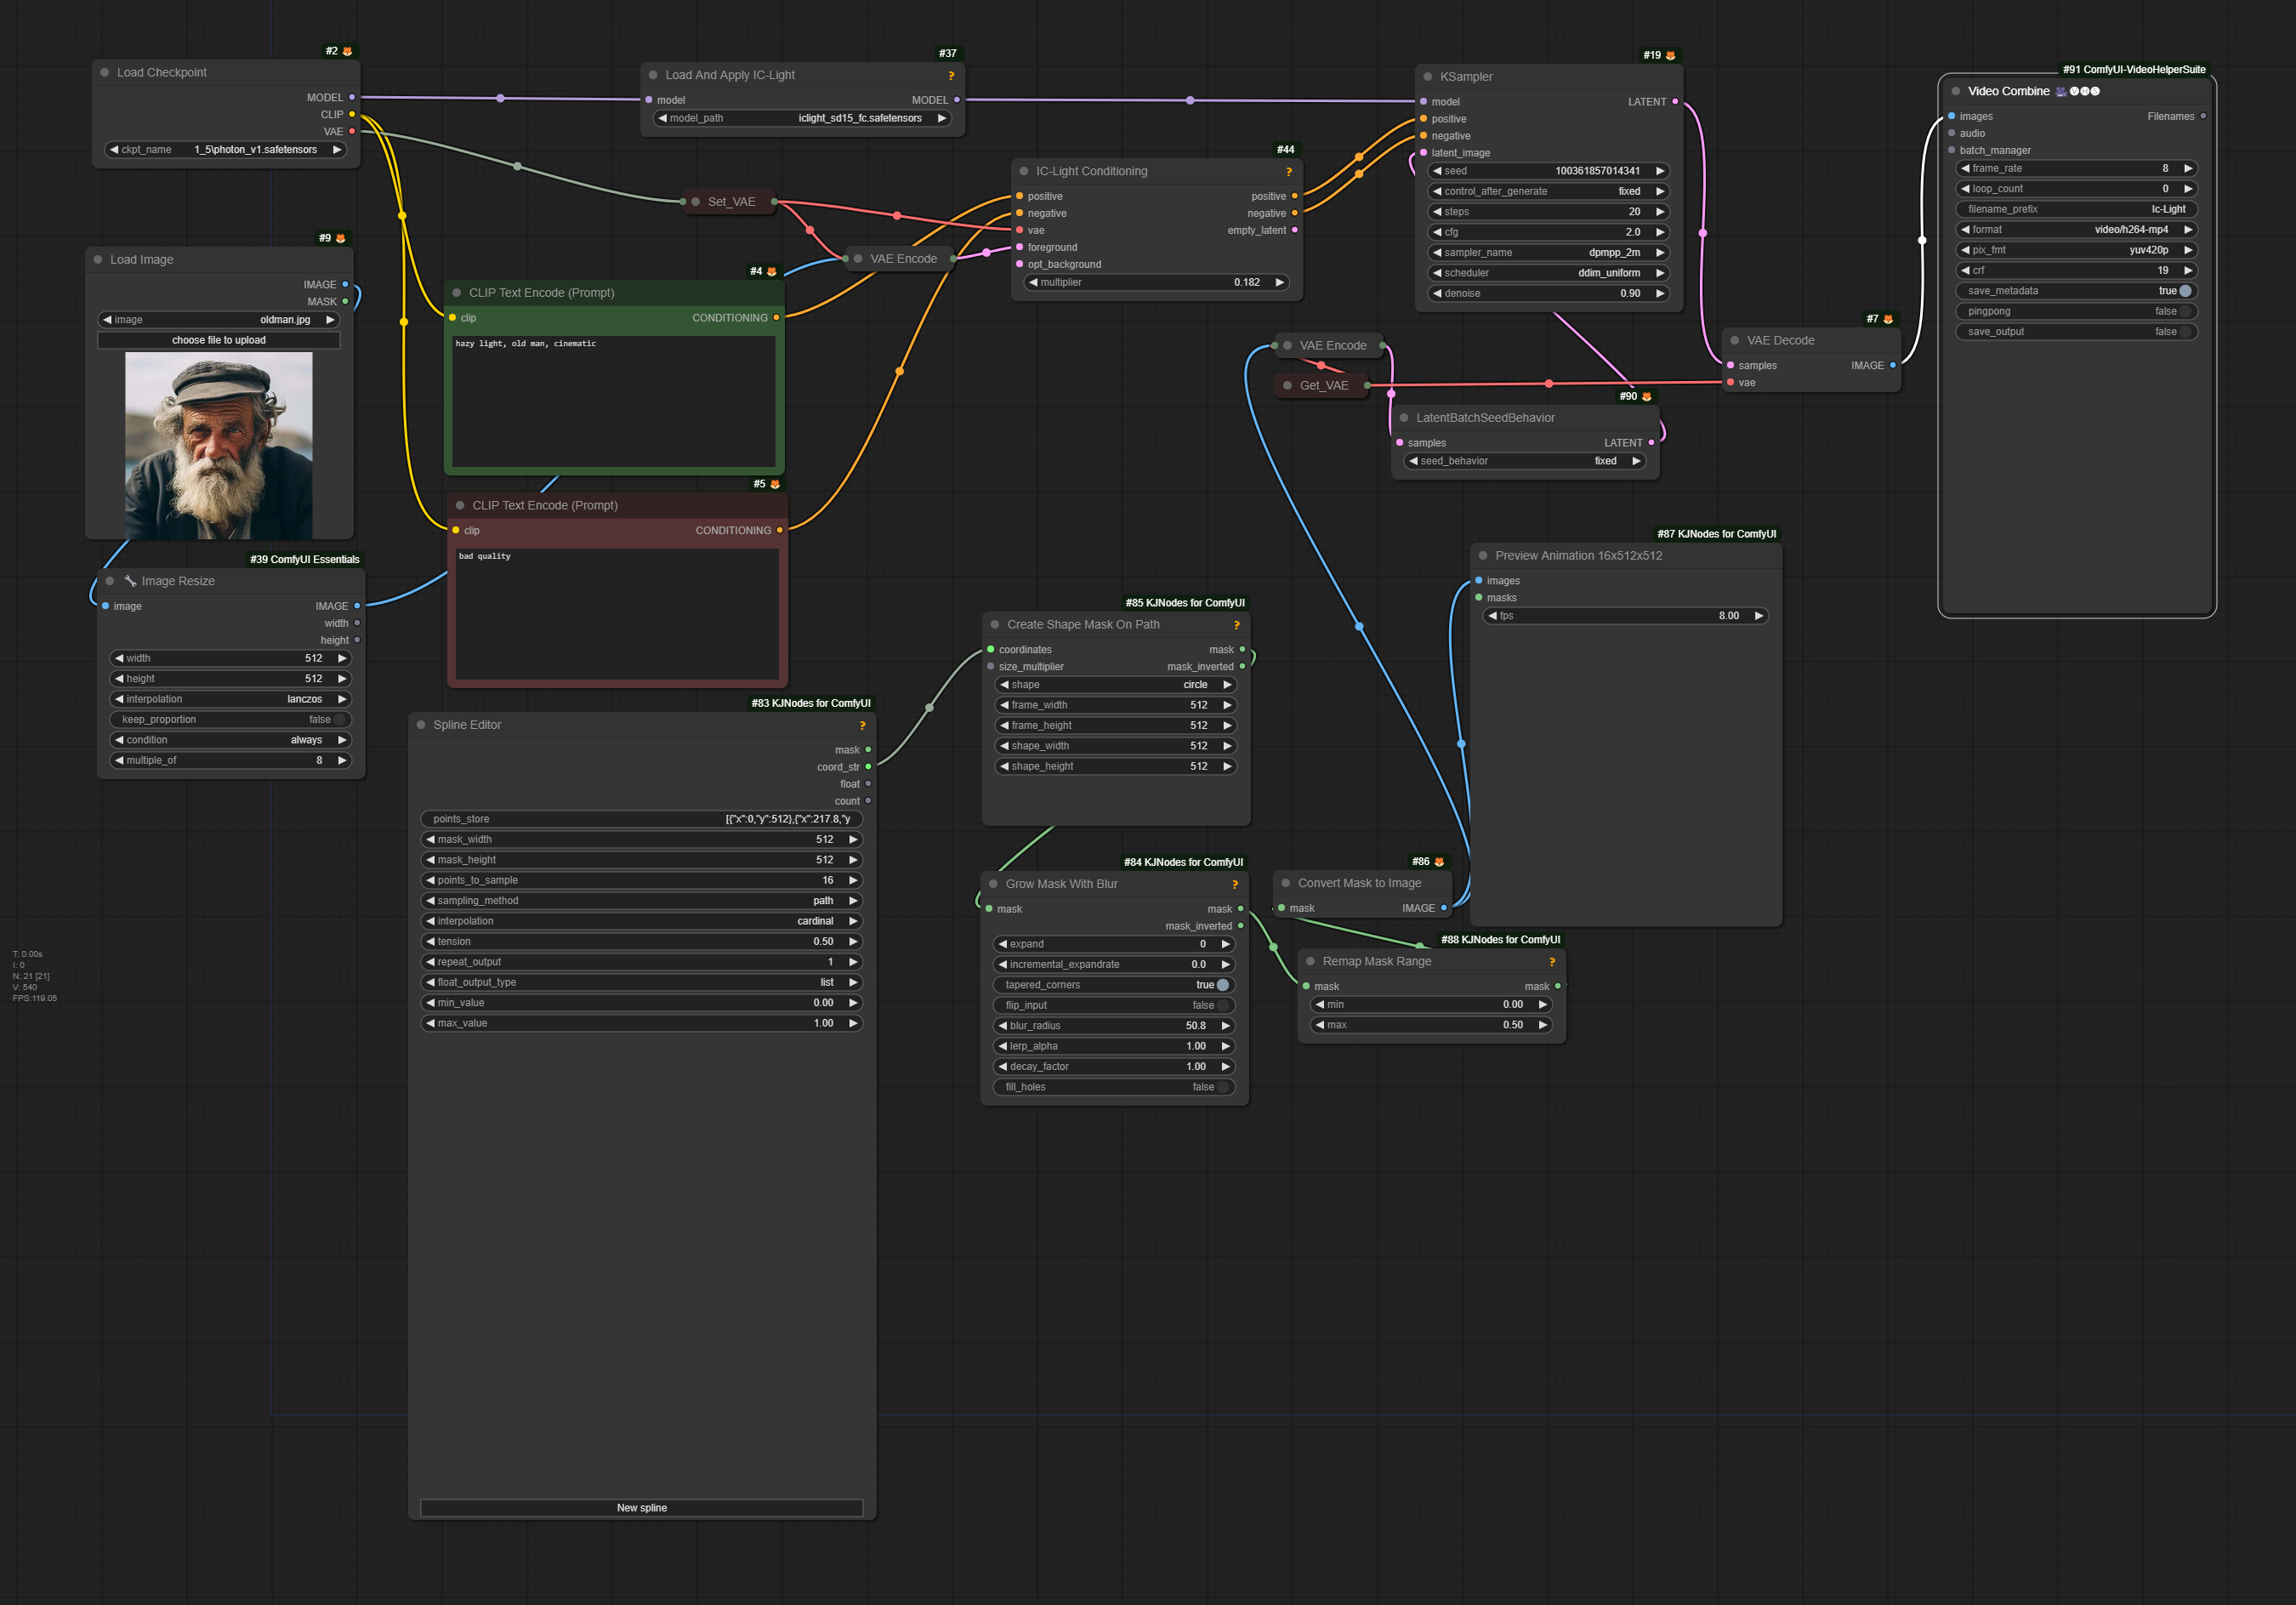 #2
Load Checkpoint
MODEL
CLIP
VAE
ckpt_name 1_5\photon_v1.safetensors
#9
Load Image
IMAGE
MASK
image oldman.jpg
choose file to upload
#39 ComfyUI Essentials
Image Resize
image IMAGE
width
height
width 512
height 512
interpolation lanczos
keep_proportion false
condition always
multiple_of 8
T: 0.00s
I: 0
N: 21 [21]
V: 540
FPS:119.05
#37
Load And Apply IC-Light ?
model MODEL
model_path iclight_sd15_fc.safetensors
Set_VAE
VAE Encode
#4
CLIP Text Encode (Prompt)
clip CONDITIONING
hazy light, old man, cinematic
#5
CLIP Text Encode (Prompt)
clip CONDITIONING
bad quality
#83 KJNodes for ComfyUI
Spline Editor ?
mask
coord_str
float
count
points_store [{"x":0,"y":512},{"x":217.8,"y
mask_width 512
mask_height 512
points_to_sample 16
sampling_method path
interpolation cardinal
tension 0.50
repeat_output 1
float_output_type list
min_value 0.00
max_value 1.00
New spline
#44
IC-Light Conditioning ?
positive positive
negative negative
vae empty_latent
foreground
opt_background
multiplier 0.182
#19
KSampler
model LATENT
positive
negative
latent_image
seed 100361857014341
control_after_generate fixed
steps 20
cfg 2.0
sampler_name dpmpp_2m
scheduler ddim_uniform
denoise 0.90
VAE Encode
Get_VAE
#90
LatentBatchSeedBehavior
samples LATENT
seed_behavior fixed
#7
VAE Decode
samples IMAGE
vae
#91 ComfyUI-VideoHelperSuite
Video Combine 🅥🅗🅢
images Filenames
audio
batch_manager
frame_rate 8
loop_count 0
filename_prefix Ic-Light
format video/h264-mp4
pix_fmt yuv420p
crf 19
save_metadata true
pingpong false
save_output false
#87 KJNodes for ComfyUI
Preview Animation 16x512x512
images
masks
fps 8.00
#85 KJNodes for ComfyUI
Create Shape Mask On Path ?
coordinates mask
size_multiplier mask_inverted
shape circle
frame_width 512
frame_height 512
shape_width 512
shape_height 512
#84 KJNodes for ComfyUI
Grow Mask With Blur ?
mask mask
mask_inverted
expand 0
incremental_expandrate 0.0
tapered_corners true
flip_input false
blur_radius 50.8
lerp_alpha 1.00
decay_factor 1.00
fill_holes false
#86
Convert Mask to Image
mask IMAGE
#88 KJNodes for ComfyUI
Remap Mask Range ?
mask mask
min 0.00
max 0.50